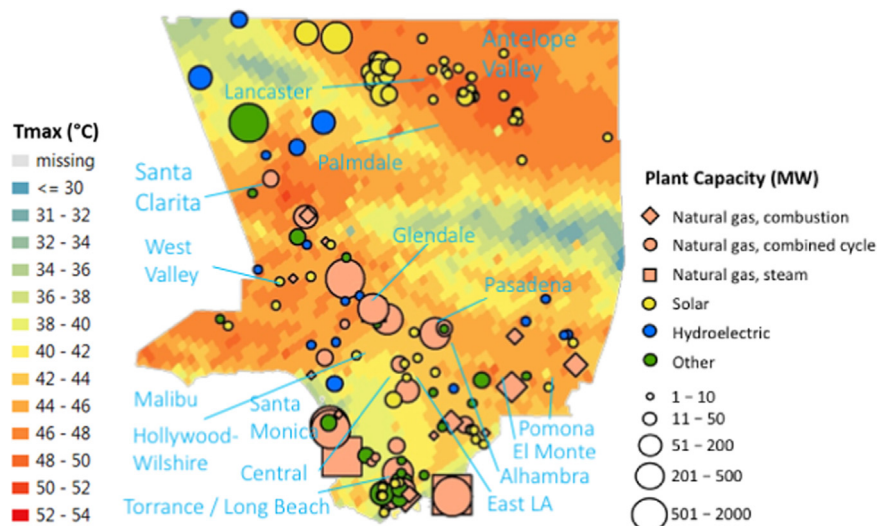 Antelope
Valley
Lancaster
Palmdale
Santa
Clarita
West
Valley
Glendale
Pasadena
Malibu
Hollywood-
Wilshire
Santa
Monica
Central
Torrance / Long Beach
Pomona
El Monte
Alhambra
East LA
Tmax (°C)
missing
<= 30
31 - 32
32 - 34
34 - 36
36 - 38
38 - 40
40 - 42
42 - 44
44 - 46
46 - 48
48 - 50
50 - 52
52 - 54
Plant Capacity (MW)
Natural gas, combustion
Natural gas, combined cycle
Natural gas, steam
Solar
Hydroelectric
Other
1 – 10
11 – 50
51 – 200
201 – 500
501 – 2000